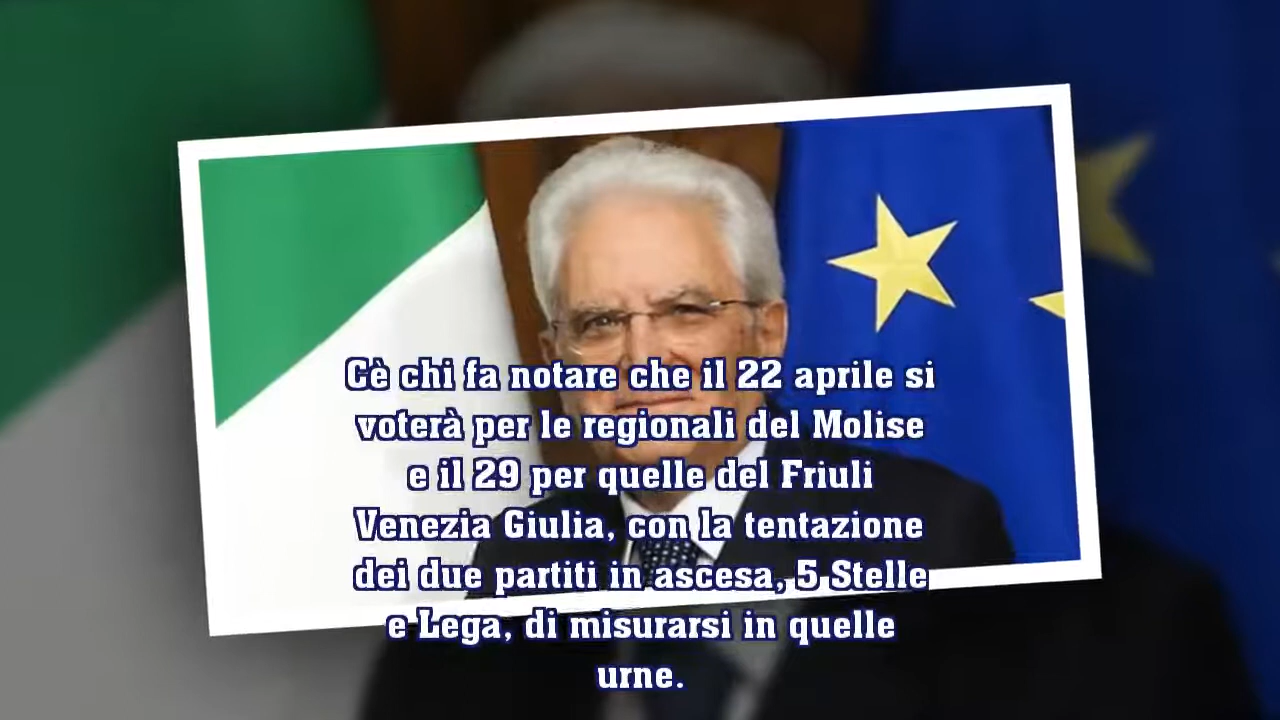 C'è chi fa notare che il 22 aprile si
voterà per le regionali del Molise
e il 29 per quelle del Friuli
Venezia Giulia, con la tentazione
dei due partiti in ascesa, 5 Stelle
e Lega, di misurarsi in quelle
urne.